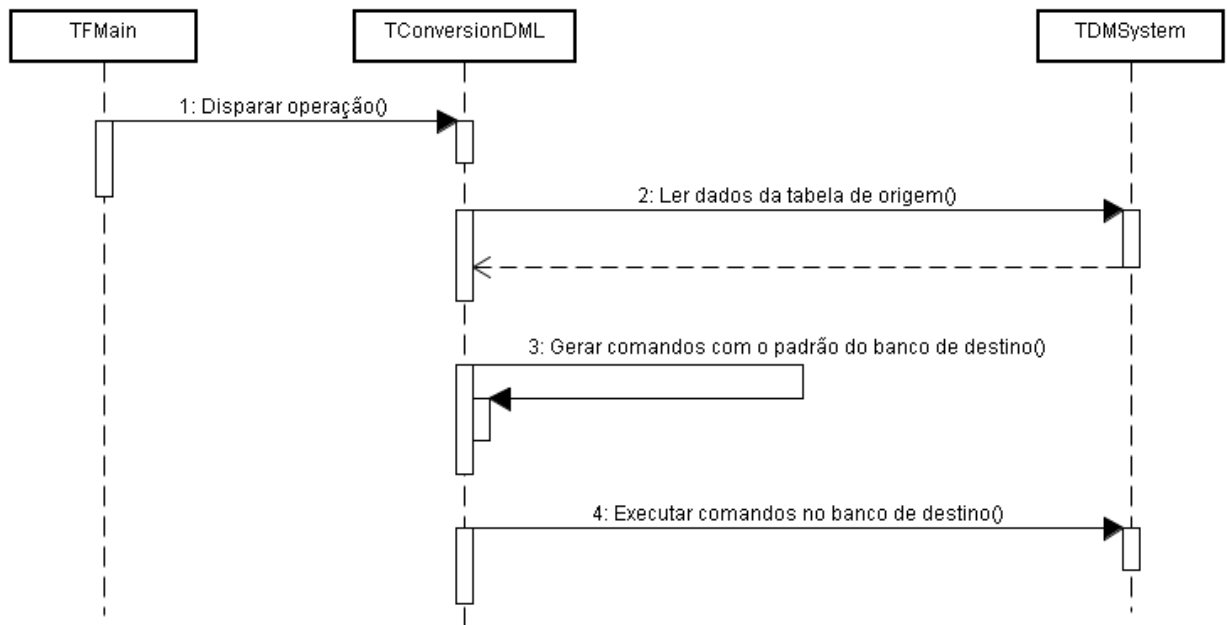 TFMain
TConversionDML
TDMSystem
1: Disparar operação()
2: Ler dados da tabela de origem()
3: Gerar comandos com o padrão do banco de destino()
4: Executar comandos no banco de destino()